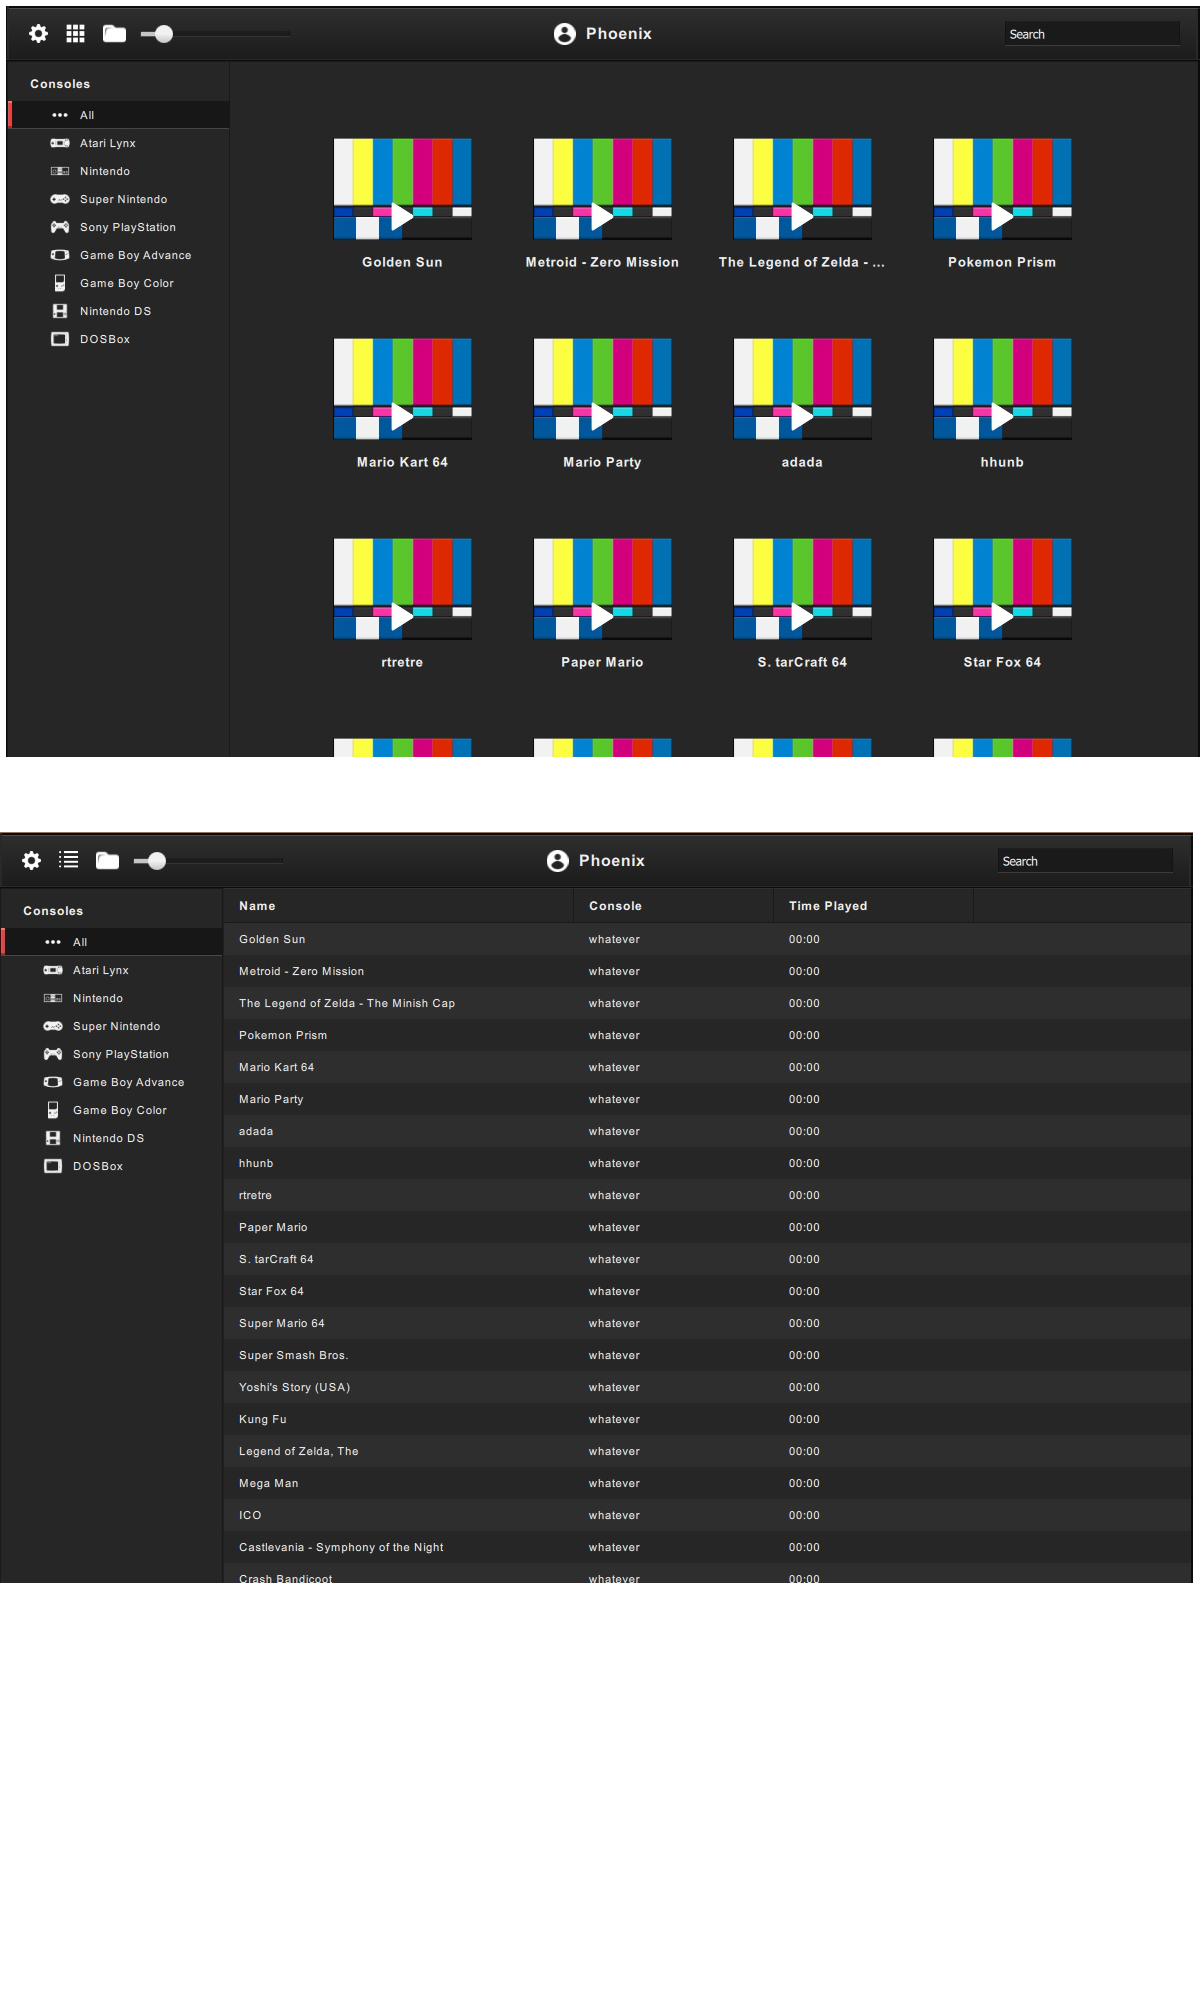 Phoenix
Search
Consoles
All
Atari Lynx
Nintendo
Super Nintendo
Sony PlayStation
Game Boy Advance
Game Boy Color
Nintendo DS
DOSBox
Golden Sun
Metroid - Zero Mission
The Legend of Zelda - ...
Pokemon Prism
Mario Kart 64
Mario Party
adada
hhunb
rtretre
Paper Mario
S. tarCraft 64
Star Fox 64
Phoenix
Search
Consoles
All
Atari Lynx
Nintendo
Super Nintendo
Sony PlayStation
Game Boy Advance
Game Boy Color
Nintendo DS
DOSBox
Name Console Time Played
Golden Sun whatever 00:00
Metroid - Zero Mission whatever 00:00
The Legend of Zelda - The Minish Cap whatever 00:00
Pokemon Prism whatever 00:00
Mario Kart 64 whatever 00:00
Mario Party whatever 00:00
adada whatever 00:00
hhunb whatever 00:00
rtretre whatever 00:00
Paper Mario whatever 00:00
S. tarCraft 64 whatever 00:00
Star Fox 64 whatever 00:00
Super Mario 64 whatever 00:00
Super Smash Bros. whatever 00:00
Yoshi's Story (USA) whatever 00:00
Kung Fu whatever 00:00
Legend of Zelda, The whatever 00:00
Mega Man whatever 00:00
ICO whatever 00:00
Castlevania - Symphony of the Night whatever 00:00
Crash Bandicoot whatever 00:00